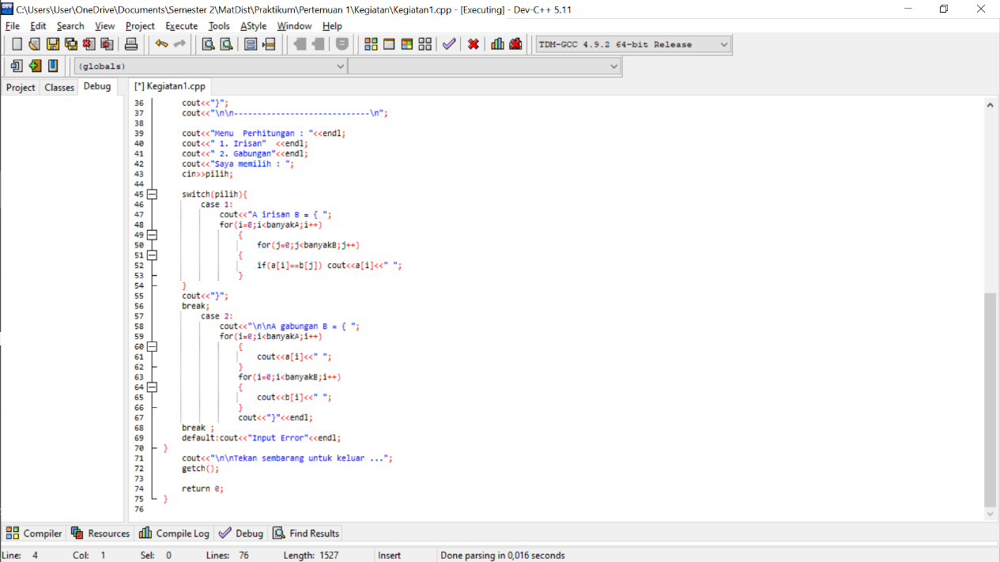 C:\Users\User\OneDrive\Documents\Semester 2\MatDist\Praktikum\Pertemuan 1\Kegiatan\Kegiatan1.cpp - [Executing] - Dev-C++ 5.11
File Edit Search View Project Execute Tools AStyle Window Help
TDM-GCC 4.9.2 64-bit Release
(globals)
Project Classes Debug
[*] Kegiatan1.cpp
36 cout<<"}";
37 cout<<"\n\n-----------------------------\n";
38
39 cout<<"Menu  Perhitungan : "<<endl;
40 cout<<" 1. Irisan"  <<endl;
41 cout<<" 2. Gabungan"<<endl;
42 cout<<"Saya memilih : ";
43 cin>>pilih;
44
45 switch(pilih){
46 case 1:
47 cout<<"A irisan B = { ";
48 for(i=0;i<banyakA;i++)
49 {
50 for(j=0;j<banyakB;j++)
51 {
52 if(a[i]==b[j]) cout<<a[i]<<" ";
53 }
54 }
55 cout<<"}";
56 break;
57 case 2:
58 cout<<"\n\nA gabungan B = { ";
59 for(i=0;i<banyakA;i++)
60 {
61 cout<<a[i]<<" ";
62 }
63 for(i=0;i<banyakB;i++)
64 {
65 cout<<b[i]<<" ";
66 }
67 cout<<"}"<<endl;
68 break ;
69 default:cout<<"Input Error"<<endl;
70 }
71 cout<<"\n\nTekan sembarang untuk keluar ...";
72 getch();
73
74 return 0;
75 }
76
Compiler Resources Compile Log Debug Find Results
Line: 4 Col: 1 Sel: 0 Lines: 76 Length: 1527 Insert Done parsing in 0,016 seconds